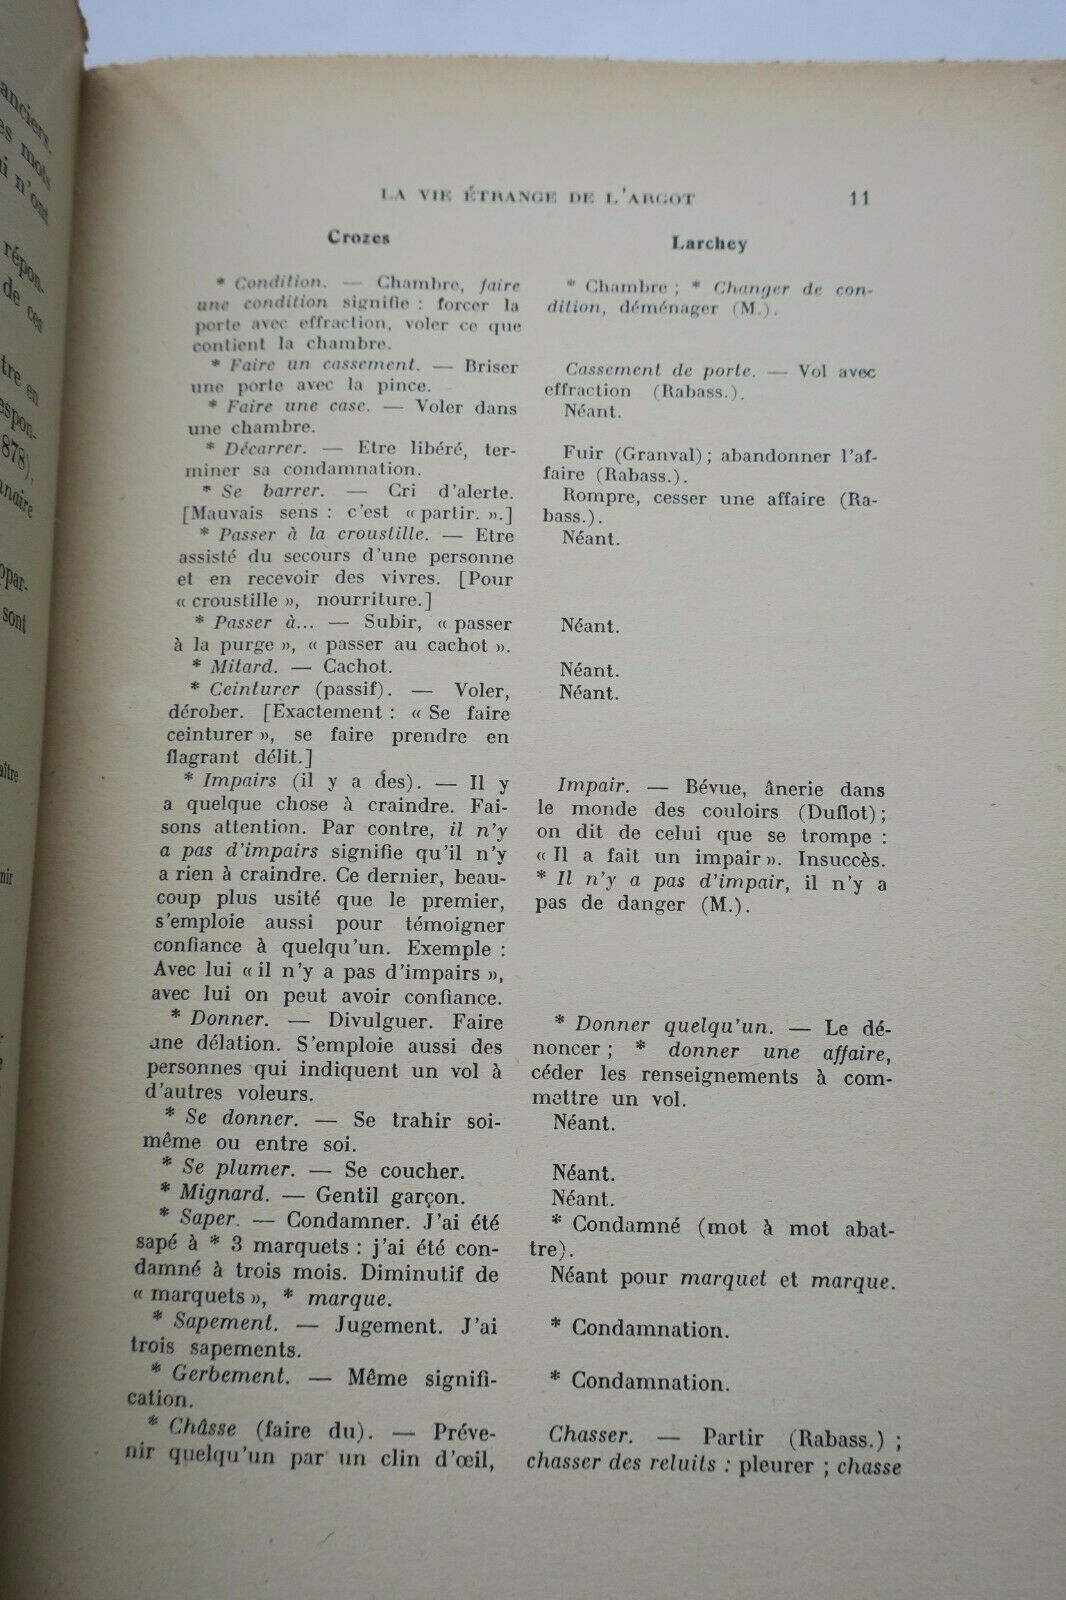 anciers.
es mots
i n'ont
répon-
de ces
tre en
espon-
878),
nnaire
ppar-
sont
aître
nir
LA VIE ÉTRANGE DE L'ARGOT 11
Crozes
* Condition. — Chambre, faire
une condition signifie : forcer la
porte avec effraction, voler ce que
contient la chambre.
* Faire un cassement. — Briser
une porte avec la pince.
* Faire une case. — Voler dans
une chambre.
* Décarrer. — Etre libéré, ter-
miner sa condamnation.
* Se barrer. — Cri d'alerte.
[Mauvais sens : c'est « partir. ».]
* Passer à la croustille. — Etre
assisté du secours d'une personne
et en recevoir des vivres. [Pour
« croustille », nourriture.]
* Passer à... — Subir, « passer
à la purge », « passer au cachot ».
* Mitard. — Cachot.
* Ceinturer (passif). — Voler,
dérober. [Exactement : « Se faire
ceinturer », se faire prendre en
flagrant délit.]
* Impairs (il y a des). — Il y
a quelque chose à craindre. Fai-
sons attention. Par contre, il n'y
a pas d'impairs signifie qu'il n'y
a rien à craindre. Ce dernier, beau-
coup plus usité que le premier,
s'emploie aussi pour témoigner
confiance à quelqu'un. Exemple :
Avec lui « il n'y a pas d'impairs »,
avec lui on peut avoir confiance.
* Donner. — Divulguer. Faire
une délation. S'emploie aussi des
personnes qui indiquent un vol à
d'autres voleurs.
* Se donner. — Se trahir soi-
même ou entre soi.
* Se plumer. — Se coucher.
* Mignard. — Gentil garçon.
* Saper. — Condamner. J'ai été
sapé à * 3 marquets : j'ai été con-
damné à trois mois. Diminutif de
« marquets », * marque.
* Sapement. — Jugement. J'ai
trois sapements.
* Gerbement. — Même signifi-
cation.
* Châsse (faire du). — Préve-
nir quelqu'un par un clin d'œil,
Larchey
* Chambre ; * Changer de con-
dition, déménager (M.).
Cassement de porte. — Vol avec
effraction (Rabass.).
Néant.
Fuir (Granval) ; abandonner l'af-
faire (Rabass.).
Rompre, cesser une affaire (Ra-
bass.).
Néant.
Néant.
Néant.
Néant.
Impair. — Bévue, ânerie dans
le monde des couloirs (Duflot) ;
on dit de celui que se trompe :
« Il a fait un impair ». Insuccès.
* Il n'y a pas d'impair, il n'y a
pas de danger (M.).
* Donner quelqu'un. — Le dé-
noncer ; * donner une affaire,
céder les renseignements à com-
mettre un vol.
Néant.
Néant.
Néant.
* Condamné (mot à mot abat-
tre).
Néant pour marquet et marque.
* Condamnation.
* Condamnation.
Chasser. — Partir (Rabass.) ;
chasser des reluits : pleurer ; chasse